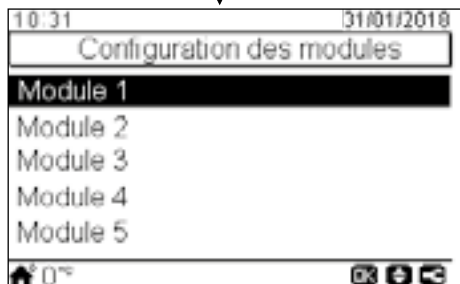 10:31 31/01/2018
Configuration des modules
Module 1
Module 2
Module 3
Module 4
Module 5
0°F
OK